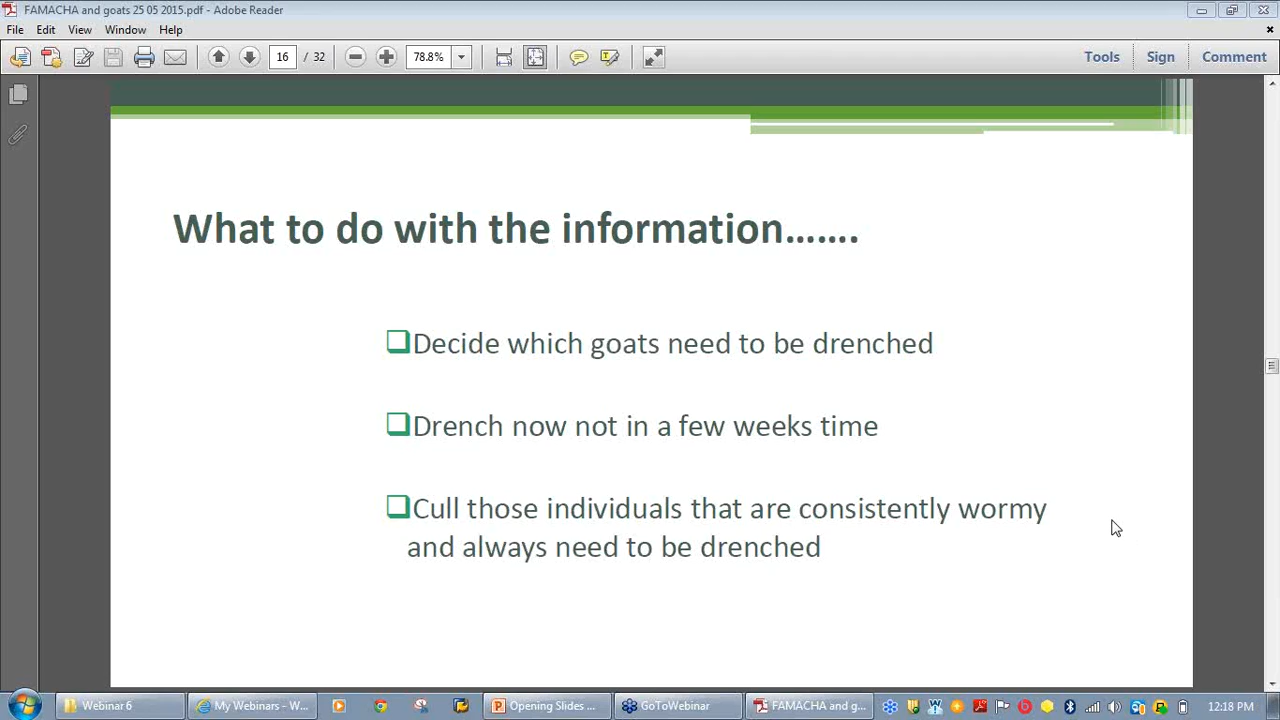 FAMACHA and goats 25 05 2015.pdf - Adobe Reader
File Edit View Window Help
16 / 32 78.8% Tools Sign Comment
What to do with the information.......
Decide which goats need to be drenched
Drench now not in a few weeks time
Cull those individuals that are consistently wormy
and always need to be drenched
Webinar 6 My Webinars - W... Opening Slides ... GoToWebinar FAMACHA and g... 12:18 PM